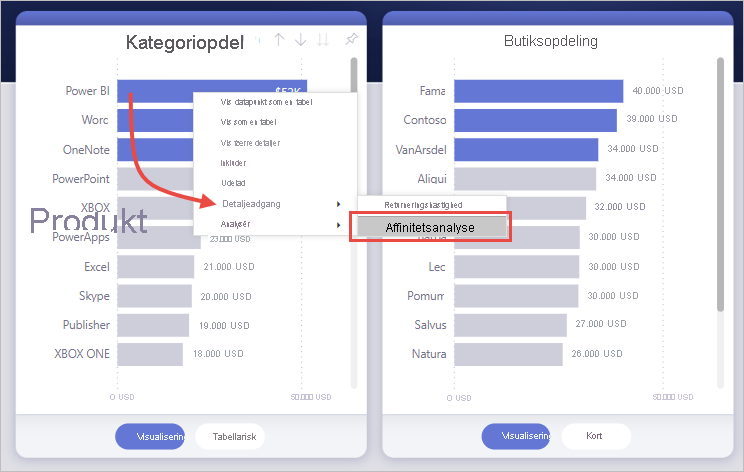 Kategoriopdel
Power BI
$52K
Word
OneNote
PowerPoint
XBOX
Produkt
PowerApps
23.000 USD
Excel
21.000 USD
Skype
20.000 USD
Publisher
19.000 USD
XBOX ONE
18.000 USD
0 USD
50.000 USD
Visualisering
Tabellarisk
Vis datapunkt som en tabel
Vis som en tabel
Vis færre detaljer
Inkluder
Udelad
Detaljeadgang
Analysér
Returneringshastighed
Affinitetsanalyse
Butiksopdeling
Fama
40.000 USD
Contoso
39.000 USD
VanArsdel
34.000 USD
Aliqui
34.000 USD
32.000 USD
30.000 USD
Leo
30.000 USD
Pomum
30.000 USD
Salvus
27.000 USD
Natura
26.000 USD
0 USD
50.000 USD
Visualisering
Kort